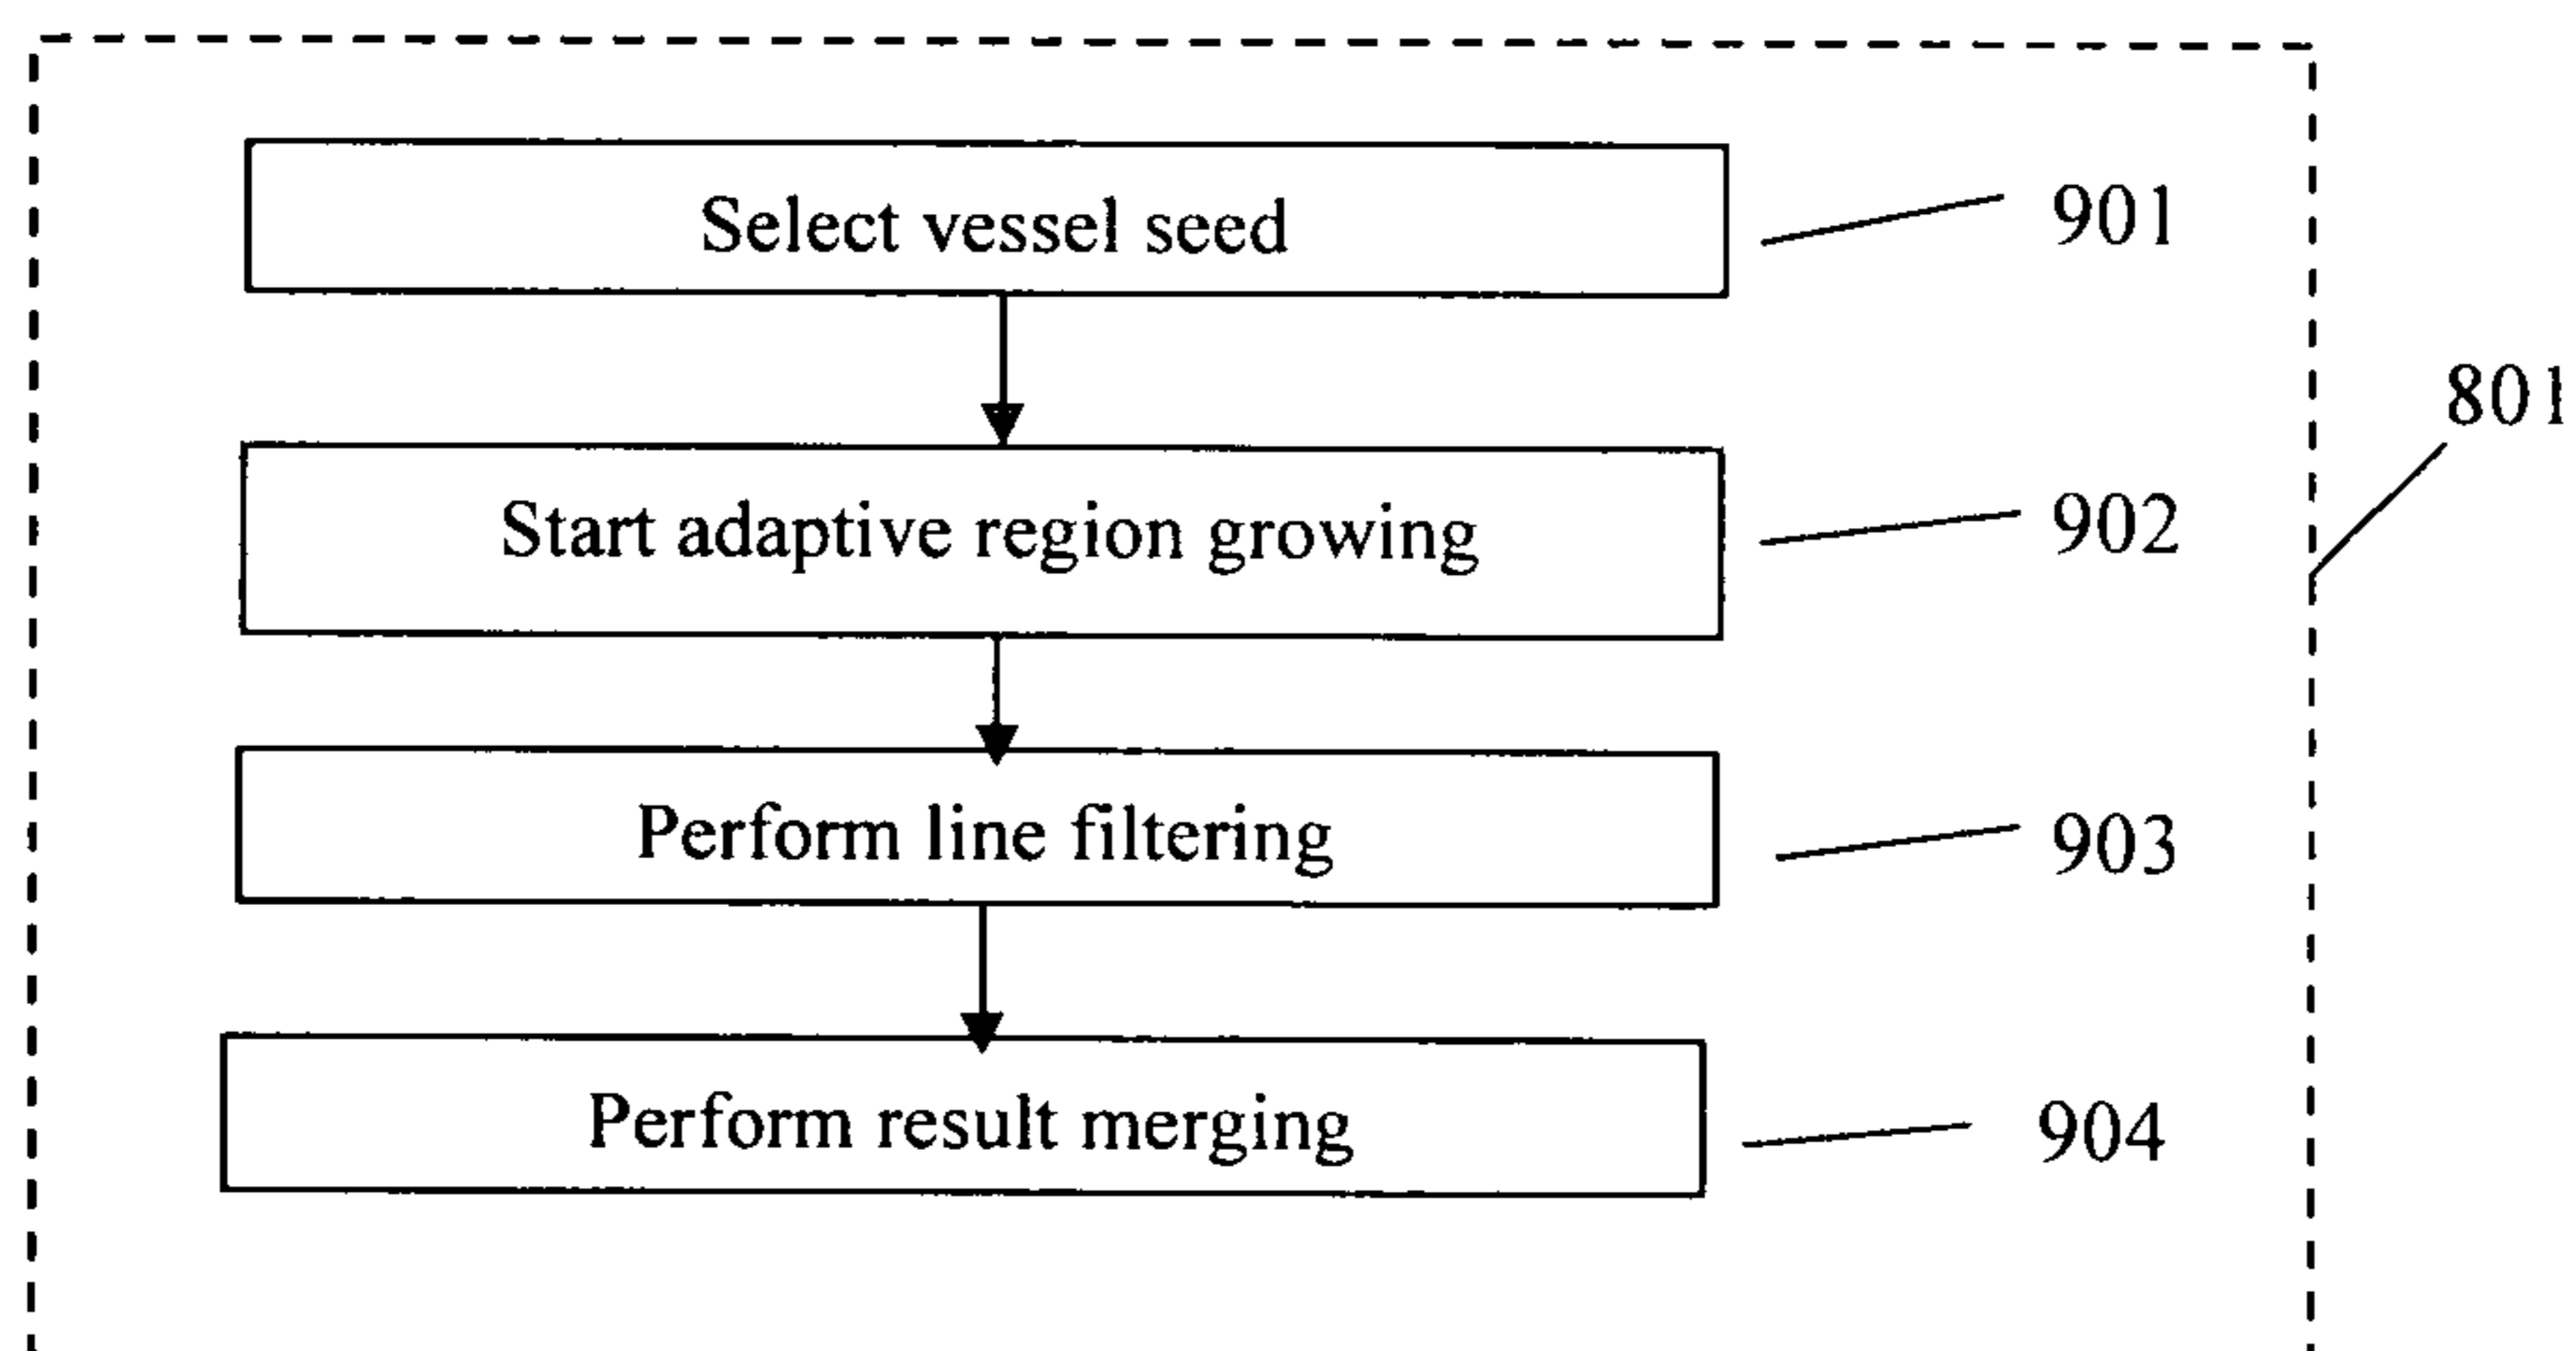 Select vessel seed
901
801
Start adaptive region growing
902
Perform line filtering
903
Perform result merging
904